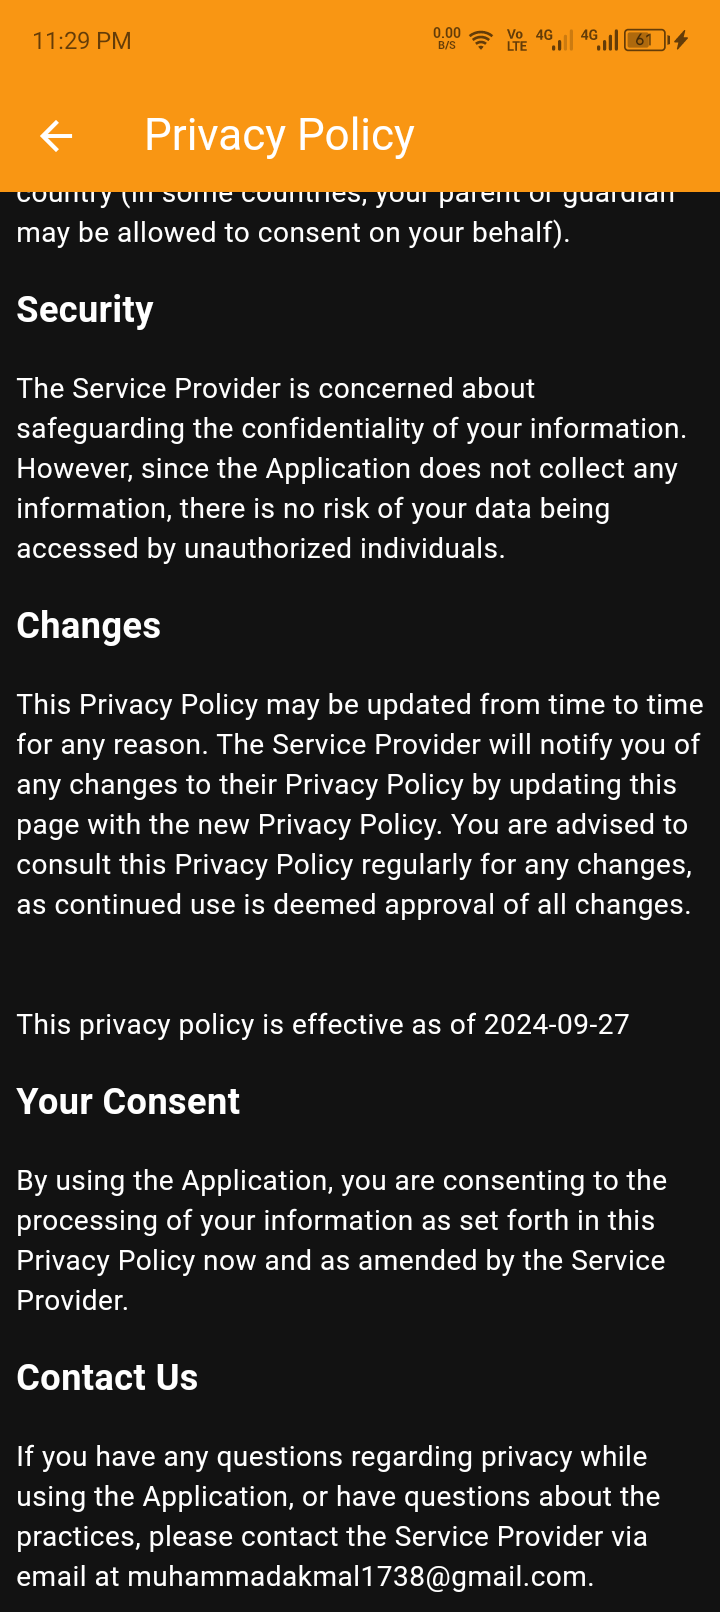 11:29 PM
0.00 B/S
Vo LTE
4G
4G
61
Privacy Policy
country (in some countries, your parent or guardian
may be allowed to consent on your behalf).
Security
The Service Provider is concerned about
safeguarding the confidentiality of your information.
However, since the Application does not collect any
information, there is no risk of your data being
accessed by unauthorized individuals.
Changes
This Privacy Policy may be updated from time to time
for any reason. The Service Provider will notify you of
any changes to their Privacy Policy by updating this
page with the new Privacy Policy. You are advised to
consult this Privacy Policy regularly for any changes,
as continued use is deemed approval of all changes.
This privacy policy is effective as of 2024-09-27
Your Consent
By using the Application, you are consenting to the
processing of your information as set forth in this
Privacy Policy now and as amended by the Service
Provider.
Contact Us
If you have any questions regarding privacy while
using the Application, or have questions about the
practices, please contact the Service Provider via
email at muhammadakmal1738@gmail.com.